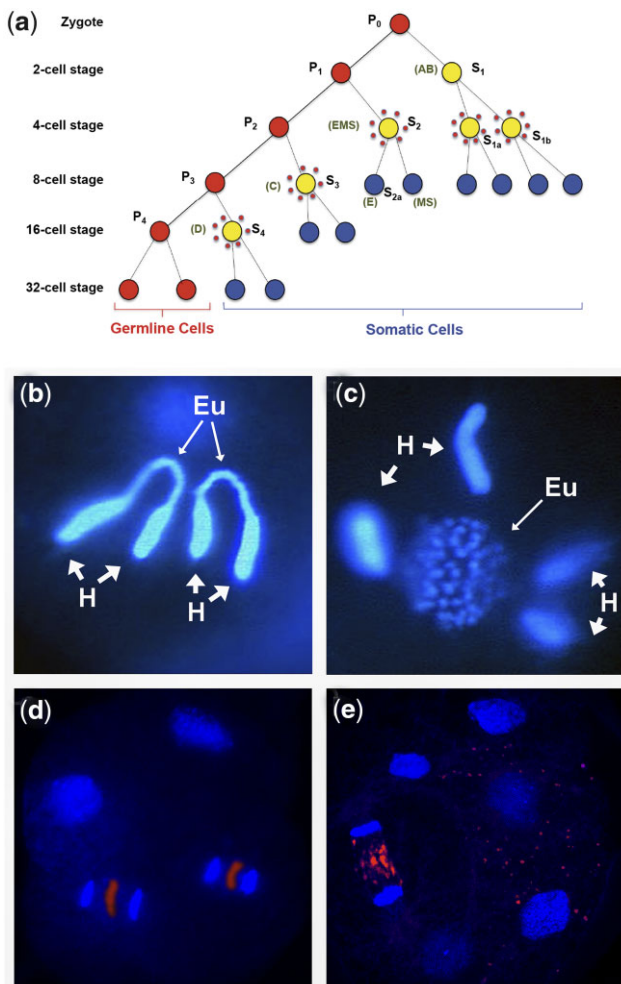 (a)
Zygote
P0
2-cell stage
P1
(AB)
S1
4-cell stage
P2
(EMS)
S2
S1a
S1b
8-cell stage
P3
(C)
S3
S2a
(E)
(MS)
16-cell stage
P4
(D)
S4
32-cell stage
Germline Cells
Somatic Cells
(b)
Eu
H
H
(c)
H
Eu
H
(d)
(e)